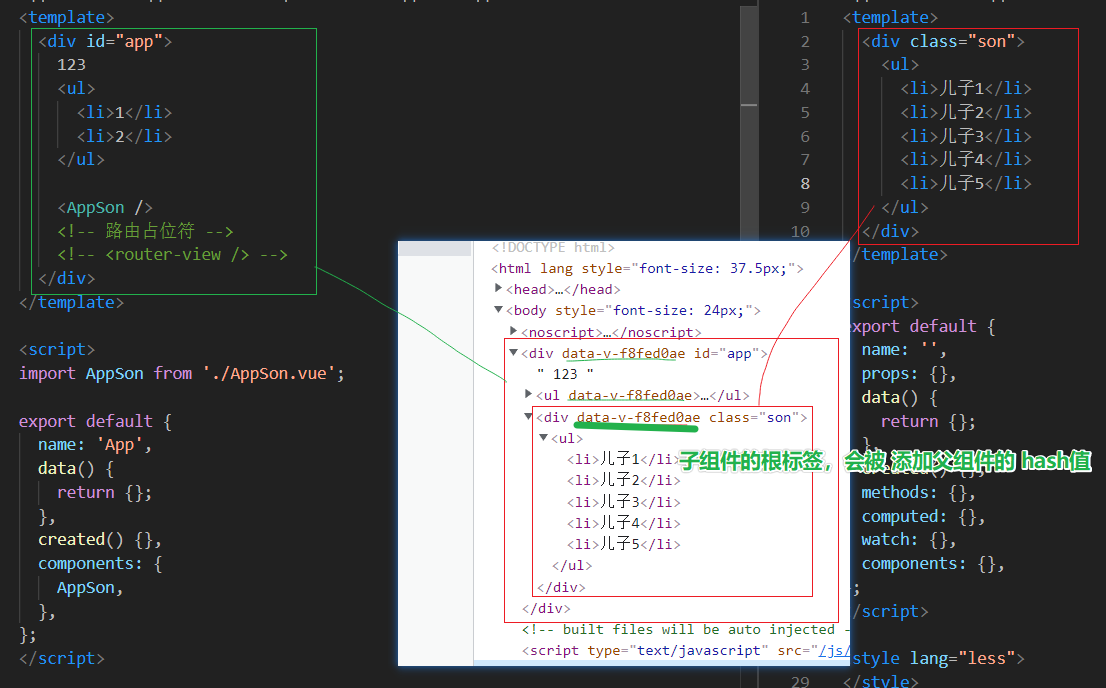 <template>
<div id="app">
123
<ul>
<li>1</li>
<li>2</li>
</ul>
<AppSon />
<!-- 路由占位符 -->
<!-- <router-view /> -->
</div>
</template>
<script>
import AppSon from './AppSon.vue';
export default {
name: 'App',
data() {
return {};
},
created() {},
components: {
AppSon,
},
};
</script>
1 <template>
2 <div class="son">
3 <ul>
4 <li>儿子1</li>
5 <li>儿子2</li>
6 <li>儿子3</li>
7 <li>儿子4</li>
8 <li>儿子5</li>
9 </ul>
10 </div>
/template>
script>
export default {
name: '',
props: {},
data() {
return {};
},
methods: {},
computed: {},
watch: {},
components: {},
;
/script>
style lang="less">
29 </style>
<!DOCTYPE html>
<html lang style="font-size: 37.5px;">
<head>…</head>
<body style="font-size: 24px;">
<noscript>…</noscript>
<div data-v-f8fed0ae id="app">
" 123 "
<ul data-v-f8fed0ae>…</ul>
<div data-v-f8fed0ae class="son">
<ul>
<li>儿子1</li>
<li>儿子2</li>
<li>儿子3</li>
<li>儿子4</li>
<li>儿子5</li>
</ul>
</div>
</div>
<!-- built files will be auto injected -
<script type="text/javascript" src="/js/
子组件的根标签，会被 添加父组件的 hash值